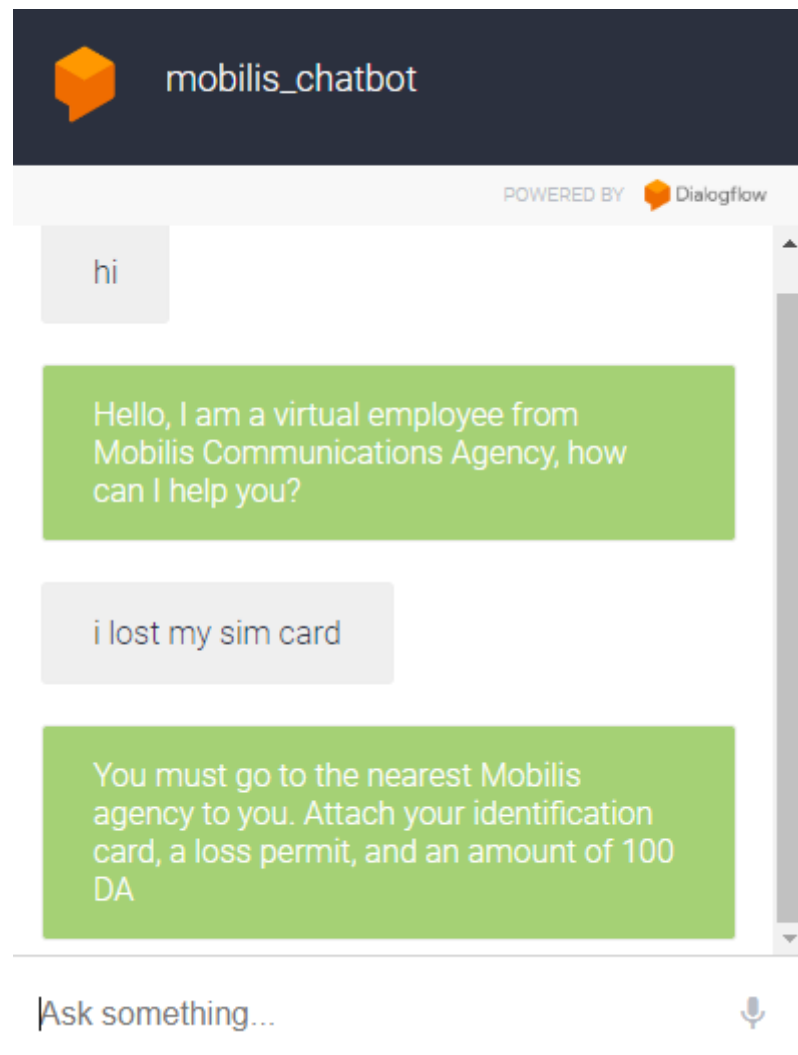 mobilis_chatbot
POWERED BY Dialogflow
hi
Hello, I am a virtual employee from
Mobilis Communications Agency, how
can I help you?
i lost my sim card
You must go to the nearest Mobilis
agency to you. Attach your identification
card, a loss permit, and an amount of 100
DA
Ask something...